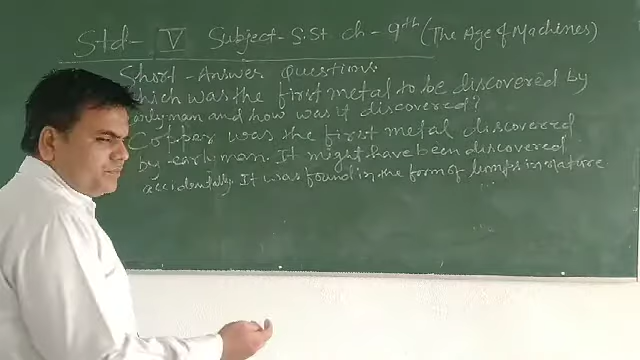 Std- V Subject- S.St ch- 9th (The Age of Machines)
Short - Answer Questions
which was the first metal to be discovered by
early man and how was it discovered?
Copper was the first metal discovered
by early man. It might have been discovered
accidentally. It was found in the form of lumps in nature